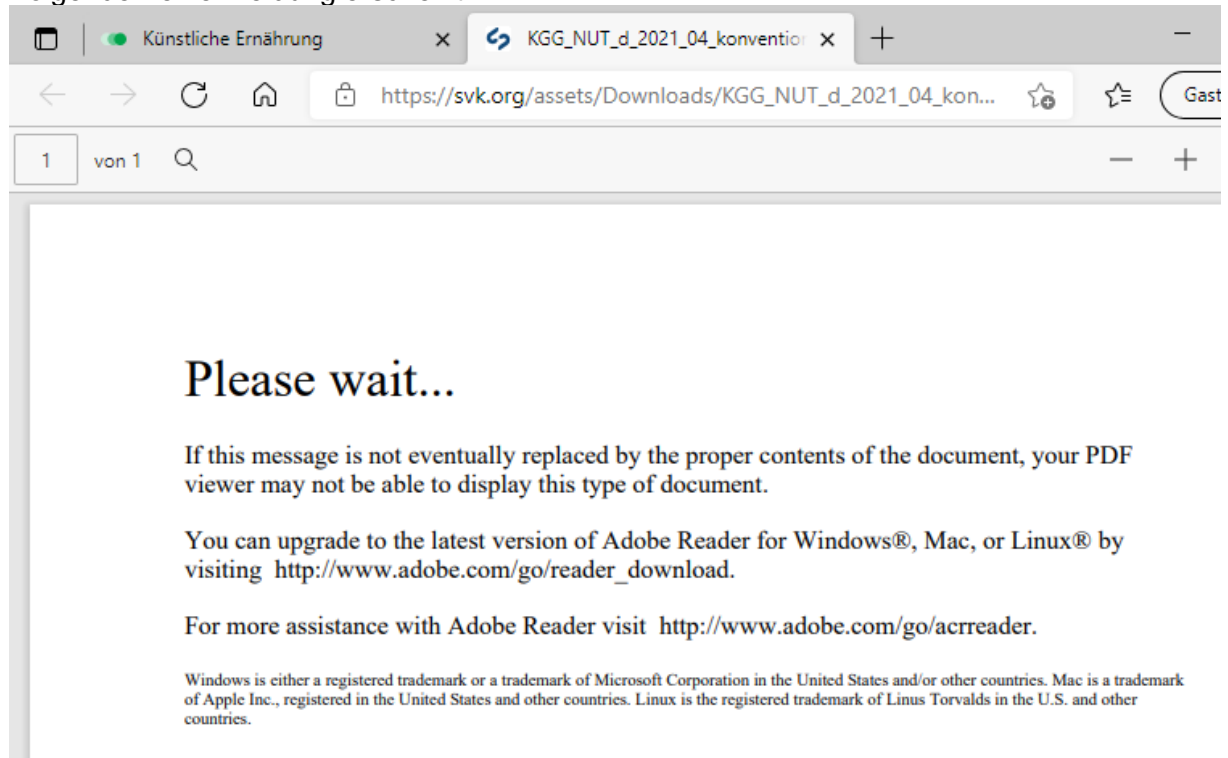 Künstliche Ernährung
KGG_NUT_d_2021_04_konvention
https://svk.org/assets/Downloads/KGG_NUT_d_2021_04_kon...
Gast
1 von 1
Please wait...
If this message is not eventually replaced by the proper contents of the document, your PDF
viewer may not be able to display this type of document.
You can upgrade to the latest version of Adobe Reader for Windows®, Mac, or Linux® by
visiting http://www.adobe.com/go/reader_download.
For more assistance with Adobe Reader visit http://www.adobe.com/go/acrreader.
Windows is either a registered trademark or a trademark of Microsoft Corporation in the United States and/or other countries. Mac is a trademark
of Apple Inc., registered in the United States and other countries. Linux is the registered trademark of Linus Torvalds in the U.S. and other
countries.